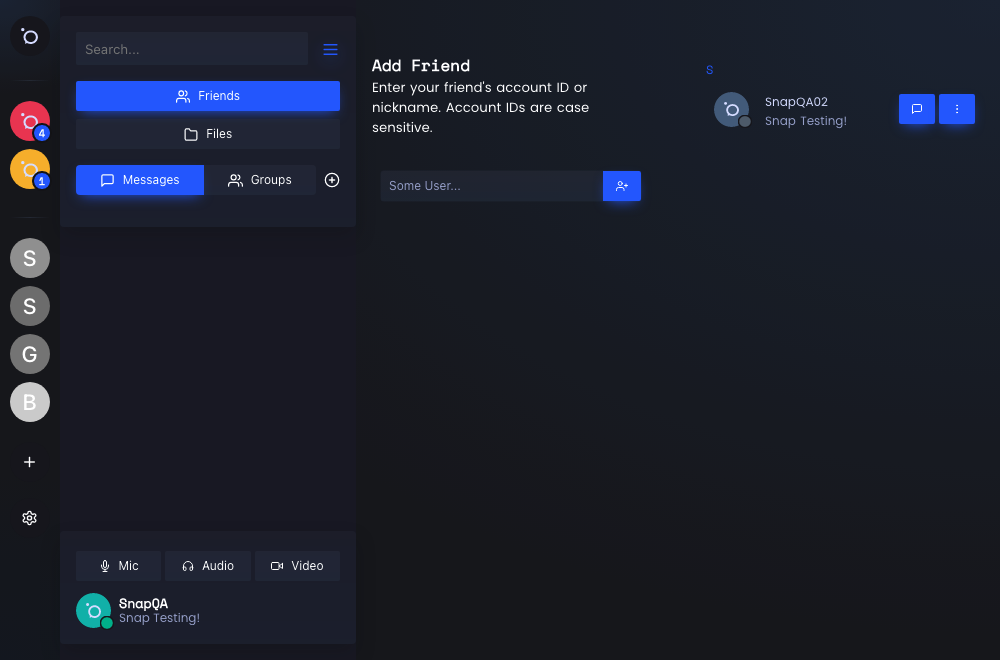 Search...
Friends
Files
Messages
Groups
4
1
S
S
G
B
Mic
Audio
Video
SnapQA
Snap Testing!
Add Friend
Enter your friend's account ID or
nickname. Account IDs are case
sensitive.
Some User...
S
SnapQA02
Snap Testing!